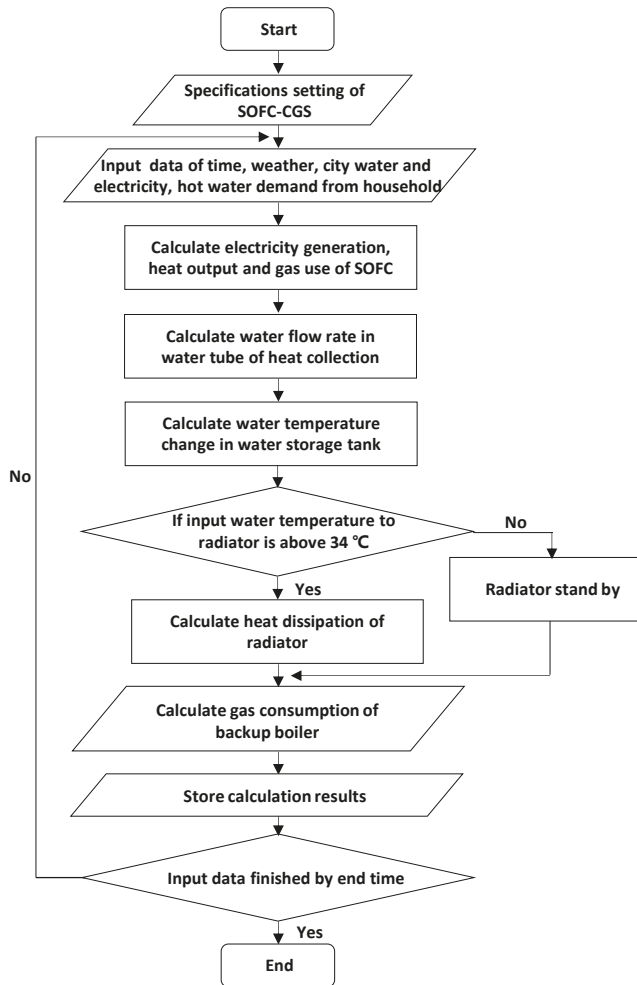 Start
Specifications setting of
SOFC-CGS
Input data of time, weather, city water and
electricity, hot water demand from household
Calculate electricity generation,
heat output and gas use of SOFC
Calculate water flow rate in
water tube of heat collection
Calculate water temperature
change in water storage tank
No
If input water temperature to
radiator is above 34 ℃
No
Yes
Radiator stand by
Calculate heat dissipation of
radiator
Calculate gas consumption of
backup boiler
Store calculation results
Input data finished by end time
Yes
End